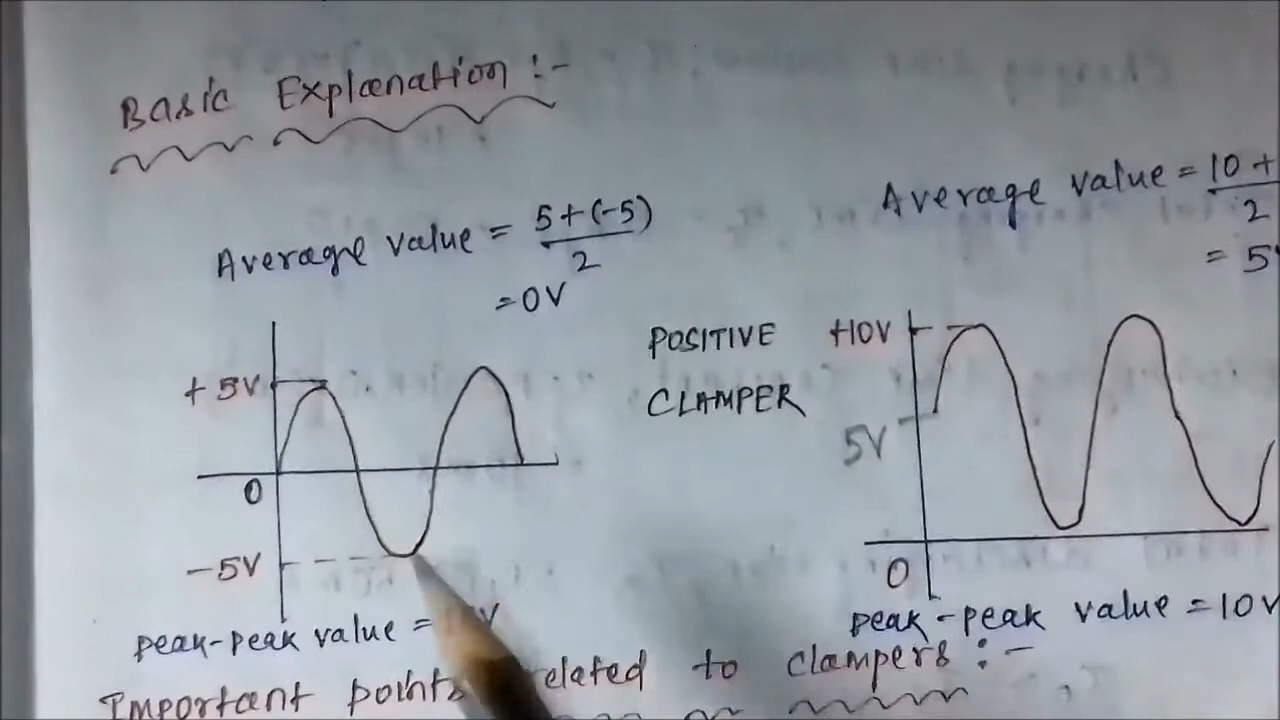 Basic Explanation :-
Average value = 5+(-5)
2
= 0V
Average value = 10 +
2
= 5
POSITIVE
CLAMPER
+5V
0
-5V
+10V
5V
0
peak-peak value =
V
peak-peak value = 10V
Important points related to clampers :-